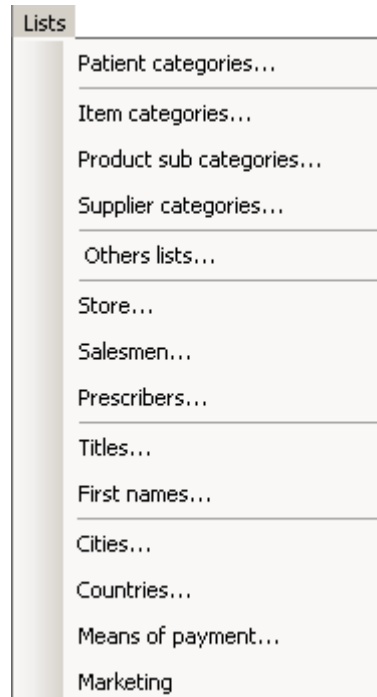 Lists
Patient categories...
Item categories...
Product sub categories...
Supplier categories...
Others lists...
Store...
Salesmen...
Prescribers...
Titles...
First names...
Cities...
Countries...
Means of payment...
Marketing